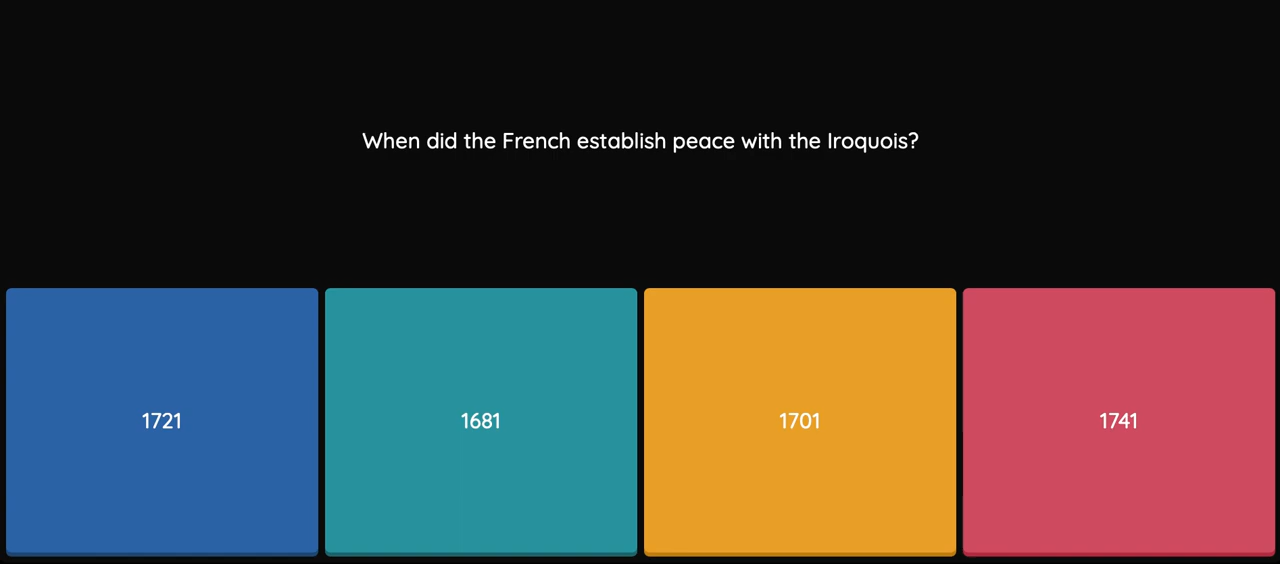 When did the French establish peace with the Iroquois?
1721
1681
1701
1741